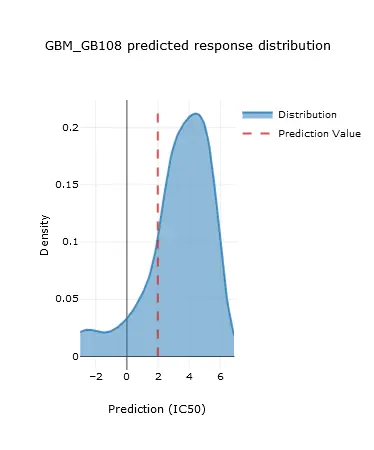 GBM_GB108 predicted response distribution
Distribution
Prediction Value
0.2
0.15
0.1
0.05
0
Density
−2 0 2 4 6
Prediction (IC50)